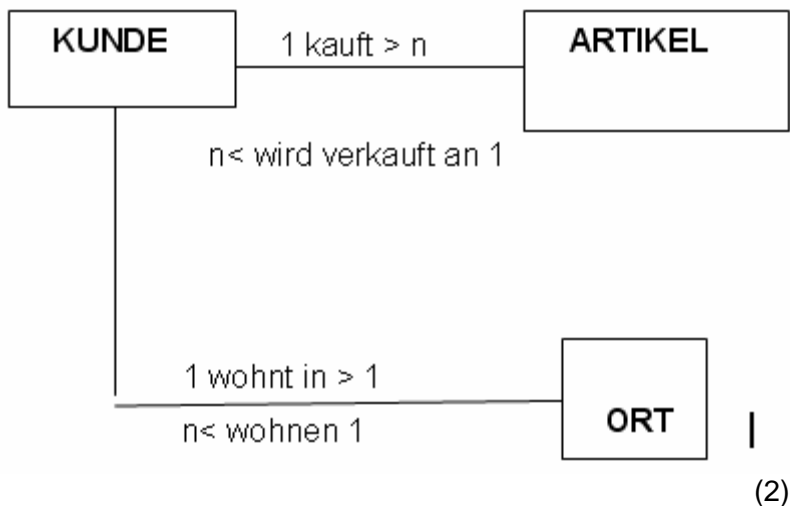 KUNDE
1 kauft > n
ARTIKEL
n< wird verkauft an 1
1 wohnt in > 1
n< wohnen 1
ORT
(2)